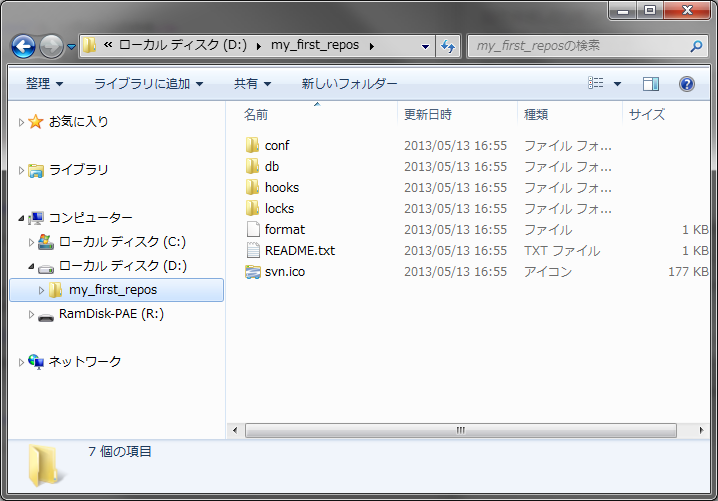 « ローカル ディスク (D:) ▸ my_first_repos ▸ my_first_reposの検索
整理 ライブラリに追加 共有 新しいフォルダー
お気に入り
ライブラリ
コンピューター
ローカル ディスク (C:)
ローカル ディスク (D:)
my_first_repos
RamDisk-PAE (R:)
ネットワーク
名前 更新日時 種類 サイズ
conf 2013/05/13 16:55 ファイル フォ...
db 2013/05/13 16:55 ファイル フォ...
hooks 2013/05/13 16:55 ファイル フォ...
locks 2013/05/13 16:55 ファイル フォ...
format 2013/05/13 16:55 ファイル 1 KB
README.txt 2013/05/13 16:55 TXT ファイル 1 KB
svn.ico 2013/05/13 16:55 アイコン 177 KB
7 個の項目